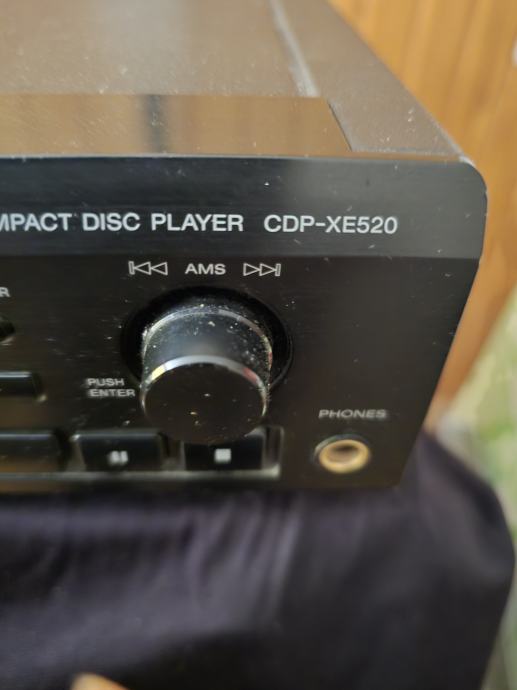 MPACT DISC PLAYER CDP-XE520
AMS
R
PUSH
ENTER
PHONES